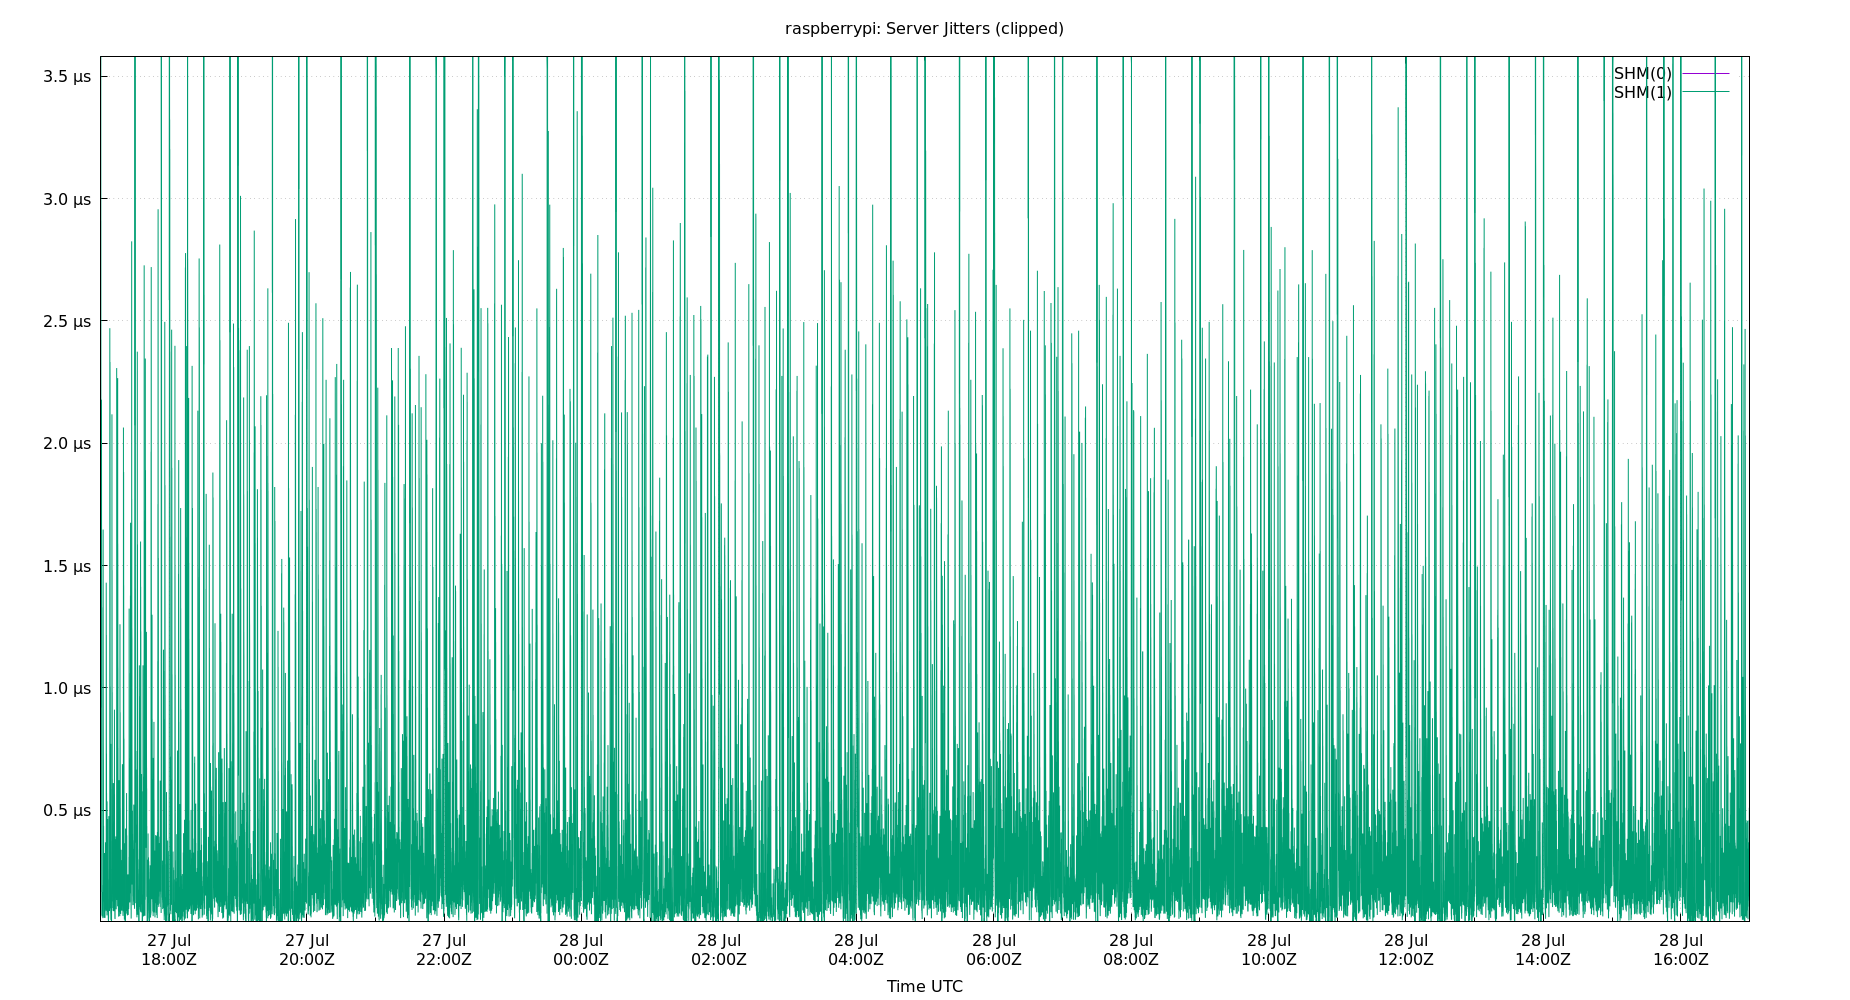 raspberrypi: Server Jitters (clipped)
3.5 µs
3.0 µs
2.5 µs
2.0 µs
1.5 µs
1.0 µs
0.5 µs
SHM(0)
SHM(1)
27 Jul 27 Jul 27 Jul 28 Jul 28 Jul 28 Jul 28 Jul 28 Jul 28 Jul 28 Jul 28 Jul 28 Jul
18:00Z 20:00Z 22:00Z 00:00Z 02:00Z 04:00Z 06:00Z 08:00Z 10:00Z 12:00Z 14:00Z 16:00Z
Time UTC